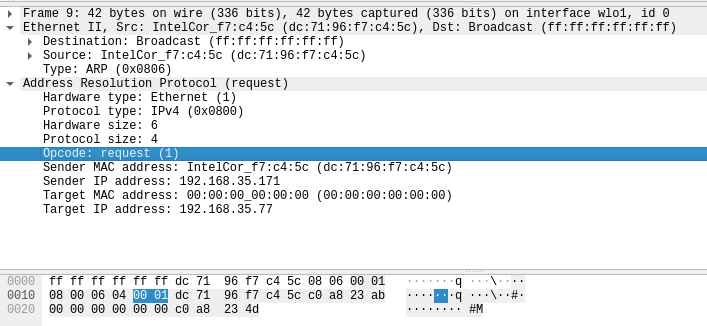 Frame 9: 42 bytes on wire (336 bits), 42 bytes captured (336 bits) on interface wlo1, id 0
Ethernet II, Src: IntelCor_f7:c4:5c (dc:71:96:f7:c4:5c), Dst: Broadcast (ff:ff:ff:ff:ff:ff)
Destination: Broadcast (ff:ff:ff:ff:ff:ff)
Source: IntelCor_f7:c4:5c (dc:71:96:f7:c4:5c)
Type: ARP (0x0806)
Address Resolution Protocol (request)
Hardware type: Ethernet (1)
Protocol type: IPv4 (0x0800)
Hardware size: 6
Protocol size: 4
Opcode: request (1)
Sender MAC address: IntelCor_f7:c4:5c (dc:71:96:f7:c4:5c)
Sender IP address: 192.168.35.171
Target MAC address: 00:00:00_00:00:00 (00:00:00:00:00:00)
Target IP address: 192.168.35.77
0000 ff ff ff ff ff ff dc 71 96 f7 c4 5c 08 06 00 01 ·······q ···\····
0010 08 00 06 04 00 01 dc 71 96 f7 c4 5c c0 a8 23 ab ·······q ···\··#·
0020 00 00 00 00 00 00 c0 a8 23 4d ········ #M